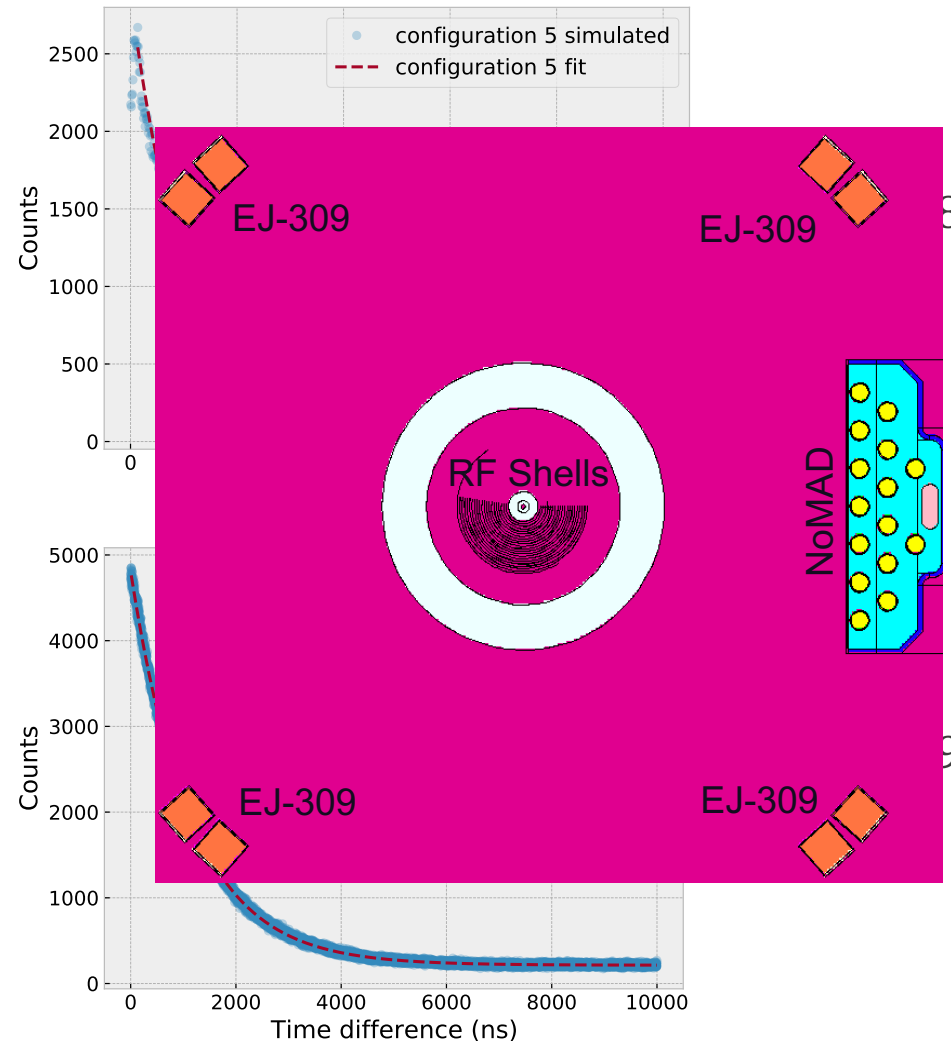 2500
2000
1500
1000
500
0
0
Counts
configuration 5 simulated
configuration 5 fit
EJ-309
EJ-309
RF Shells
NoMAD
EJ-309
EJ-309
5000
4000
3000
2000
1000
0
Counts
0
2000
4000
6000
8000
10000
Time difference (ns)